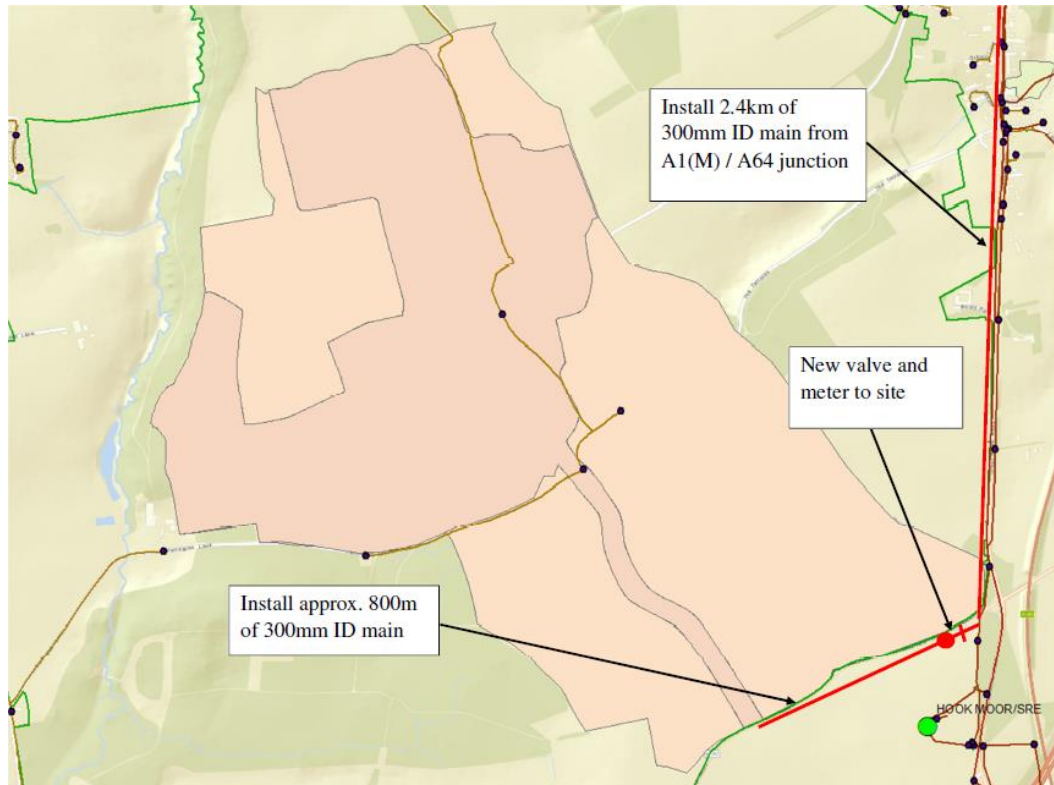 Install 2.4km of
300mm ID main from
A1(M) / A64 junction
New valve and
meter to site
Install approx. 800m
of 300mm ID main
HOOK MOOR/SRE